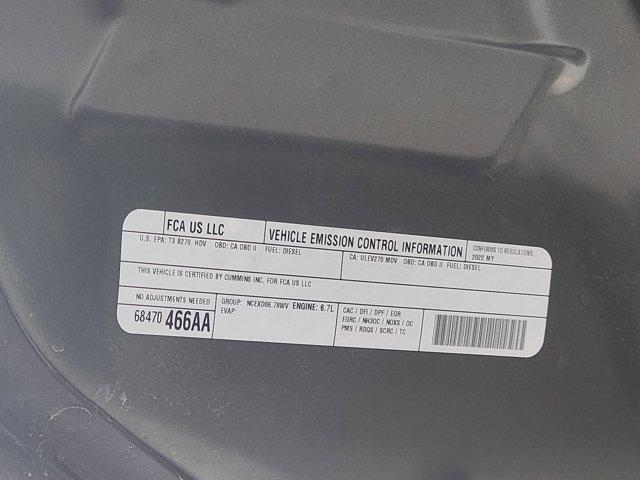 FCA US LLC
VEHICLE EMISSION CONTROL INFORMATION
CONFORMS TO REGULATIONS:
2022 MY
U.S. EPA: T3 B270 HDV OBD: CA OBD II FUEL: DIESEL
CA: ULEV270 MDV OBD: CA OBD II FUEL: DIESEL
THIS VEHICLE IS CERTIFIED BY CUMMINS INC. FOR FCA US LLC
NO ADJUSTMENTS NEEDED
68470 466AA
GROUP: NCEXD06.78WV ENGINE: 6.7L
EVAP:
CAC / DFI / DPF / EGR
EGRC / NH3OC / NOXS / OC
PMS / RDQS / SCRC / TC